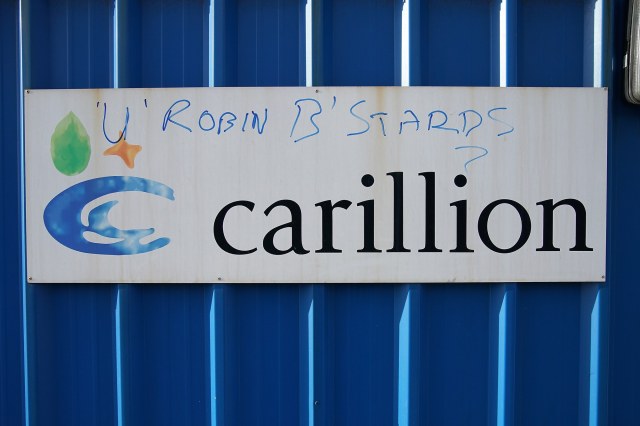 'U' ROBIN B'STARDS
?
carillion